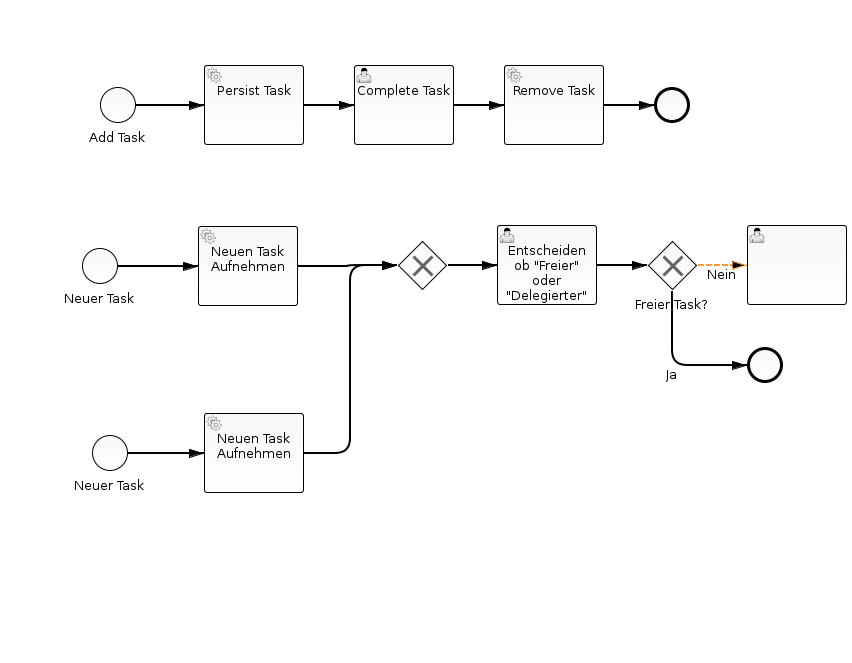 Persist Task
Complete Task
Remove Task
Add Task
Neuen Task
Aufnehmen
Entscheiden
ob "Freier"
oder
"Delegierter"
Nein
Neuer Task
Freier Task?
Ja
Neuen Task
Aufnehmen
Neuer Task